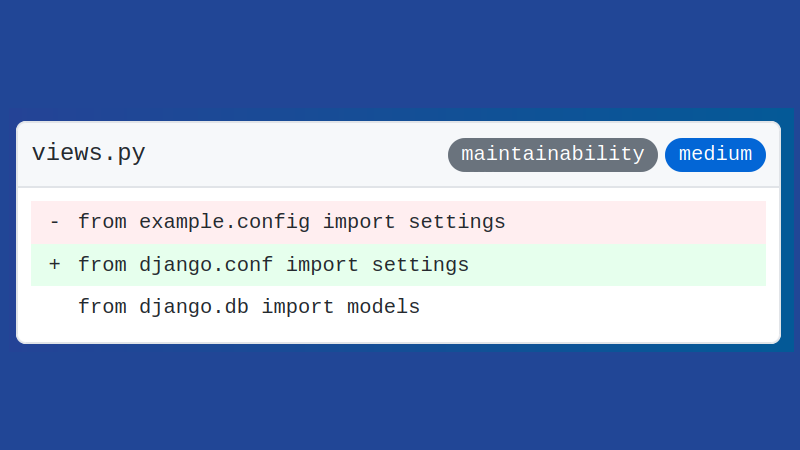 views.py maintainability medium
- from example.config import settings
+ from django.conf import settings
from django.db import models